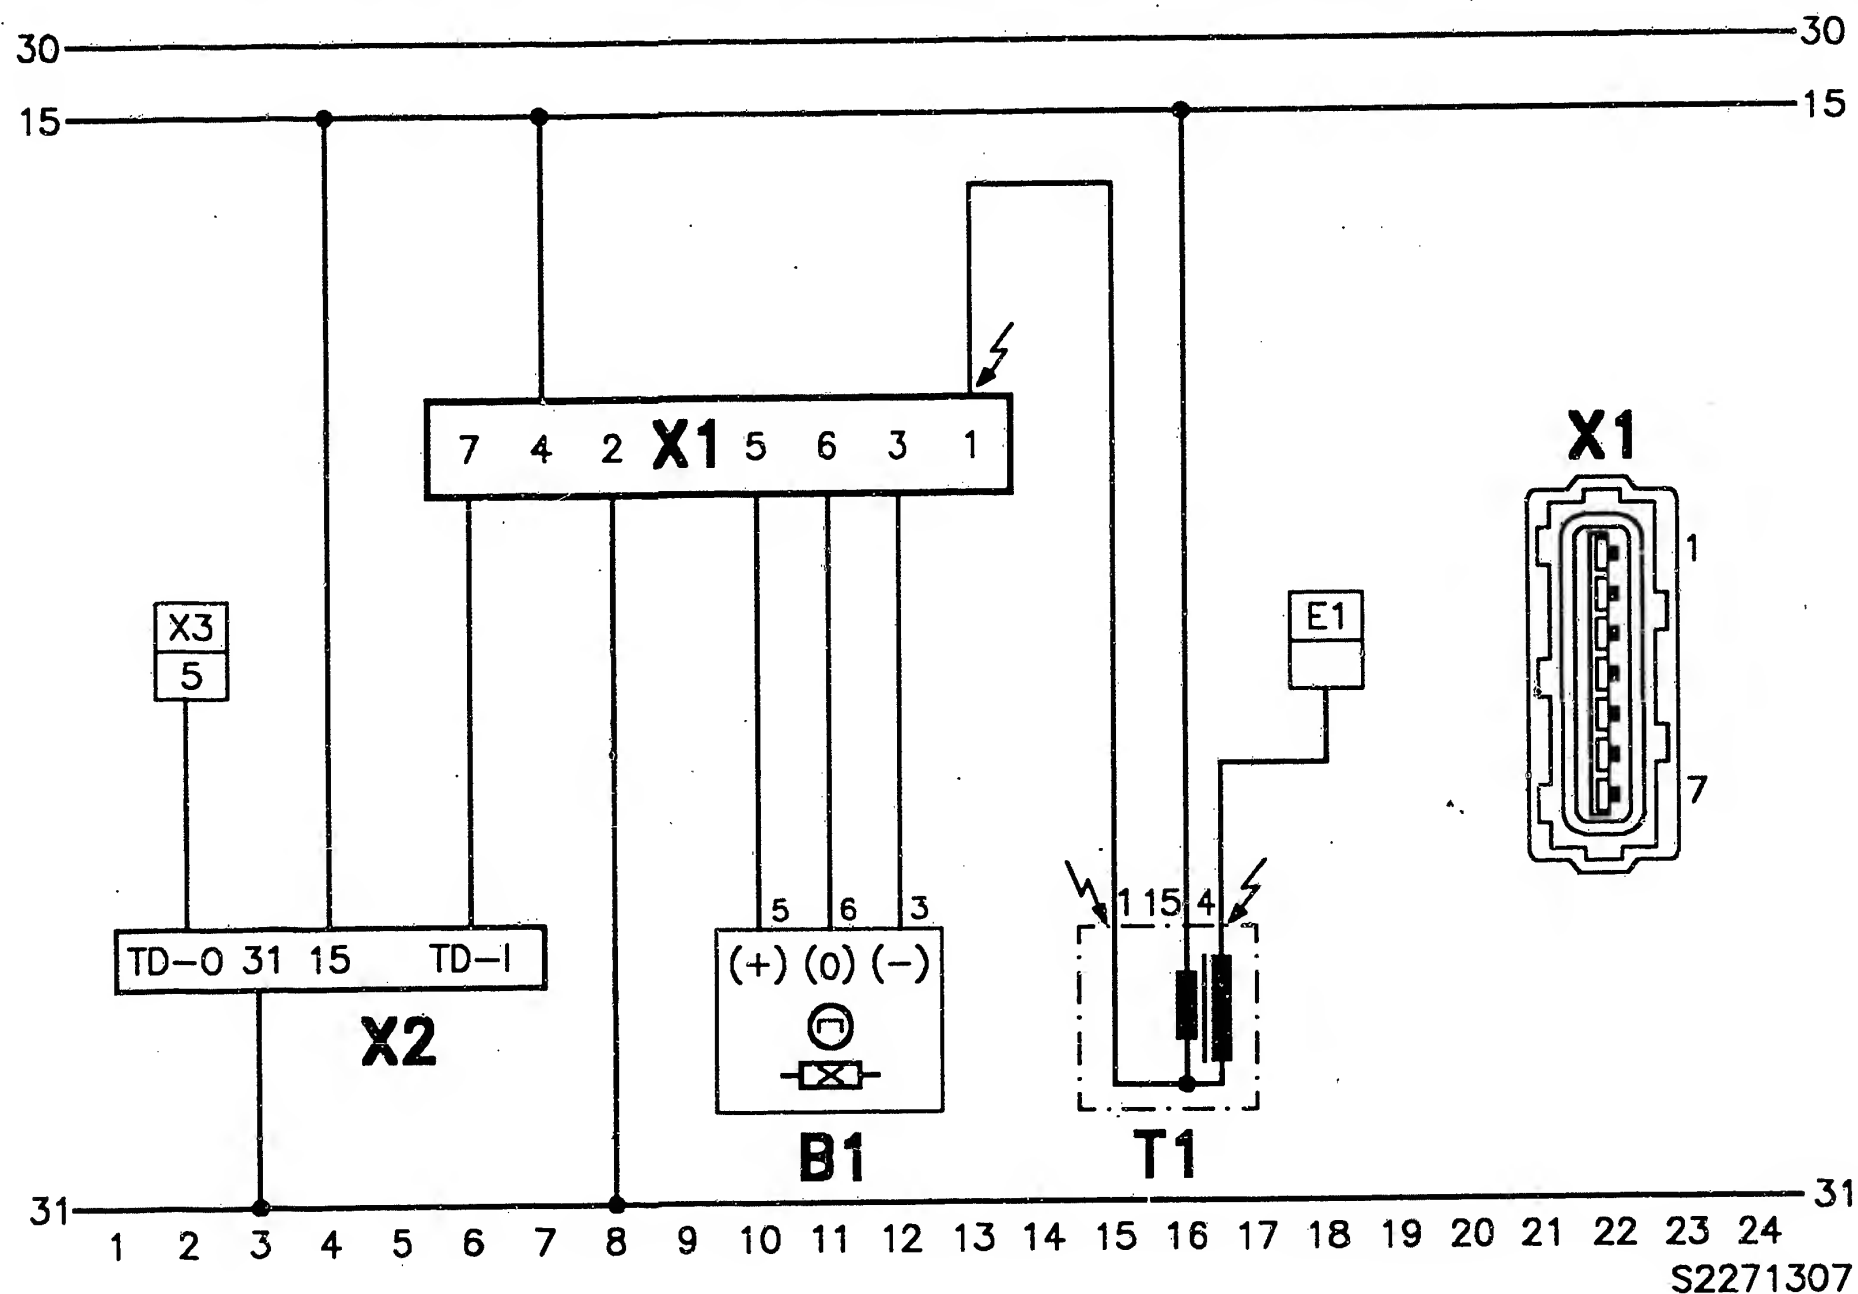 30 30
15 15
7 4 2 X1 5 6 3 1
X1
1
7
X3
5
E1
5 6 3
1 15 4
TD-O 31 15 TD-I
(+) (0) (-)
X2
B1
T1
31 31
1 2 3 4 5 6 7 8 9 10 11 12 13 14 15 16 17 18 19 20 21 22 23 24
S2271307